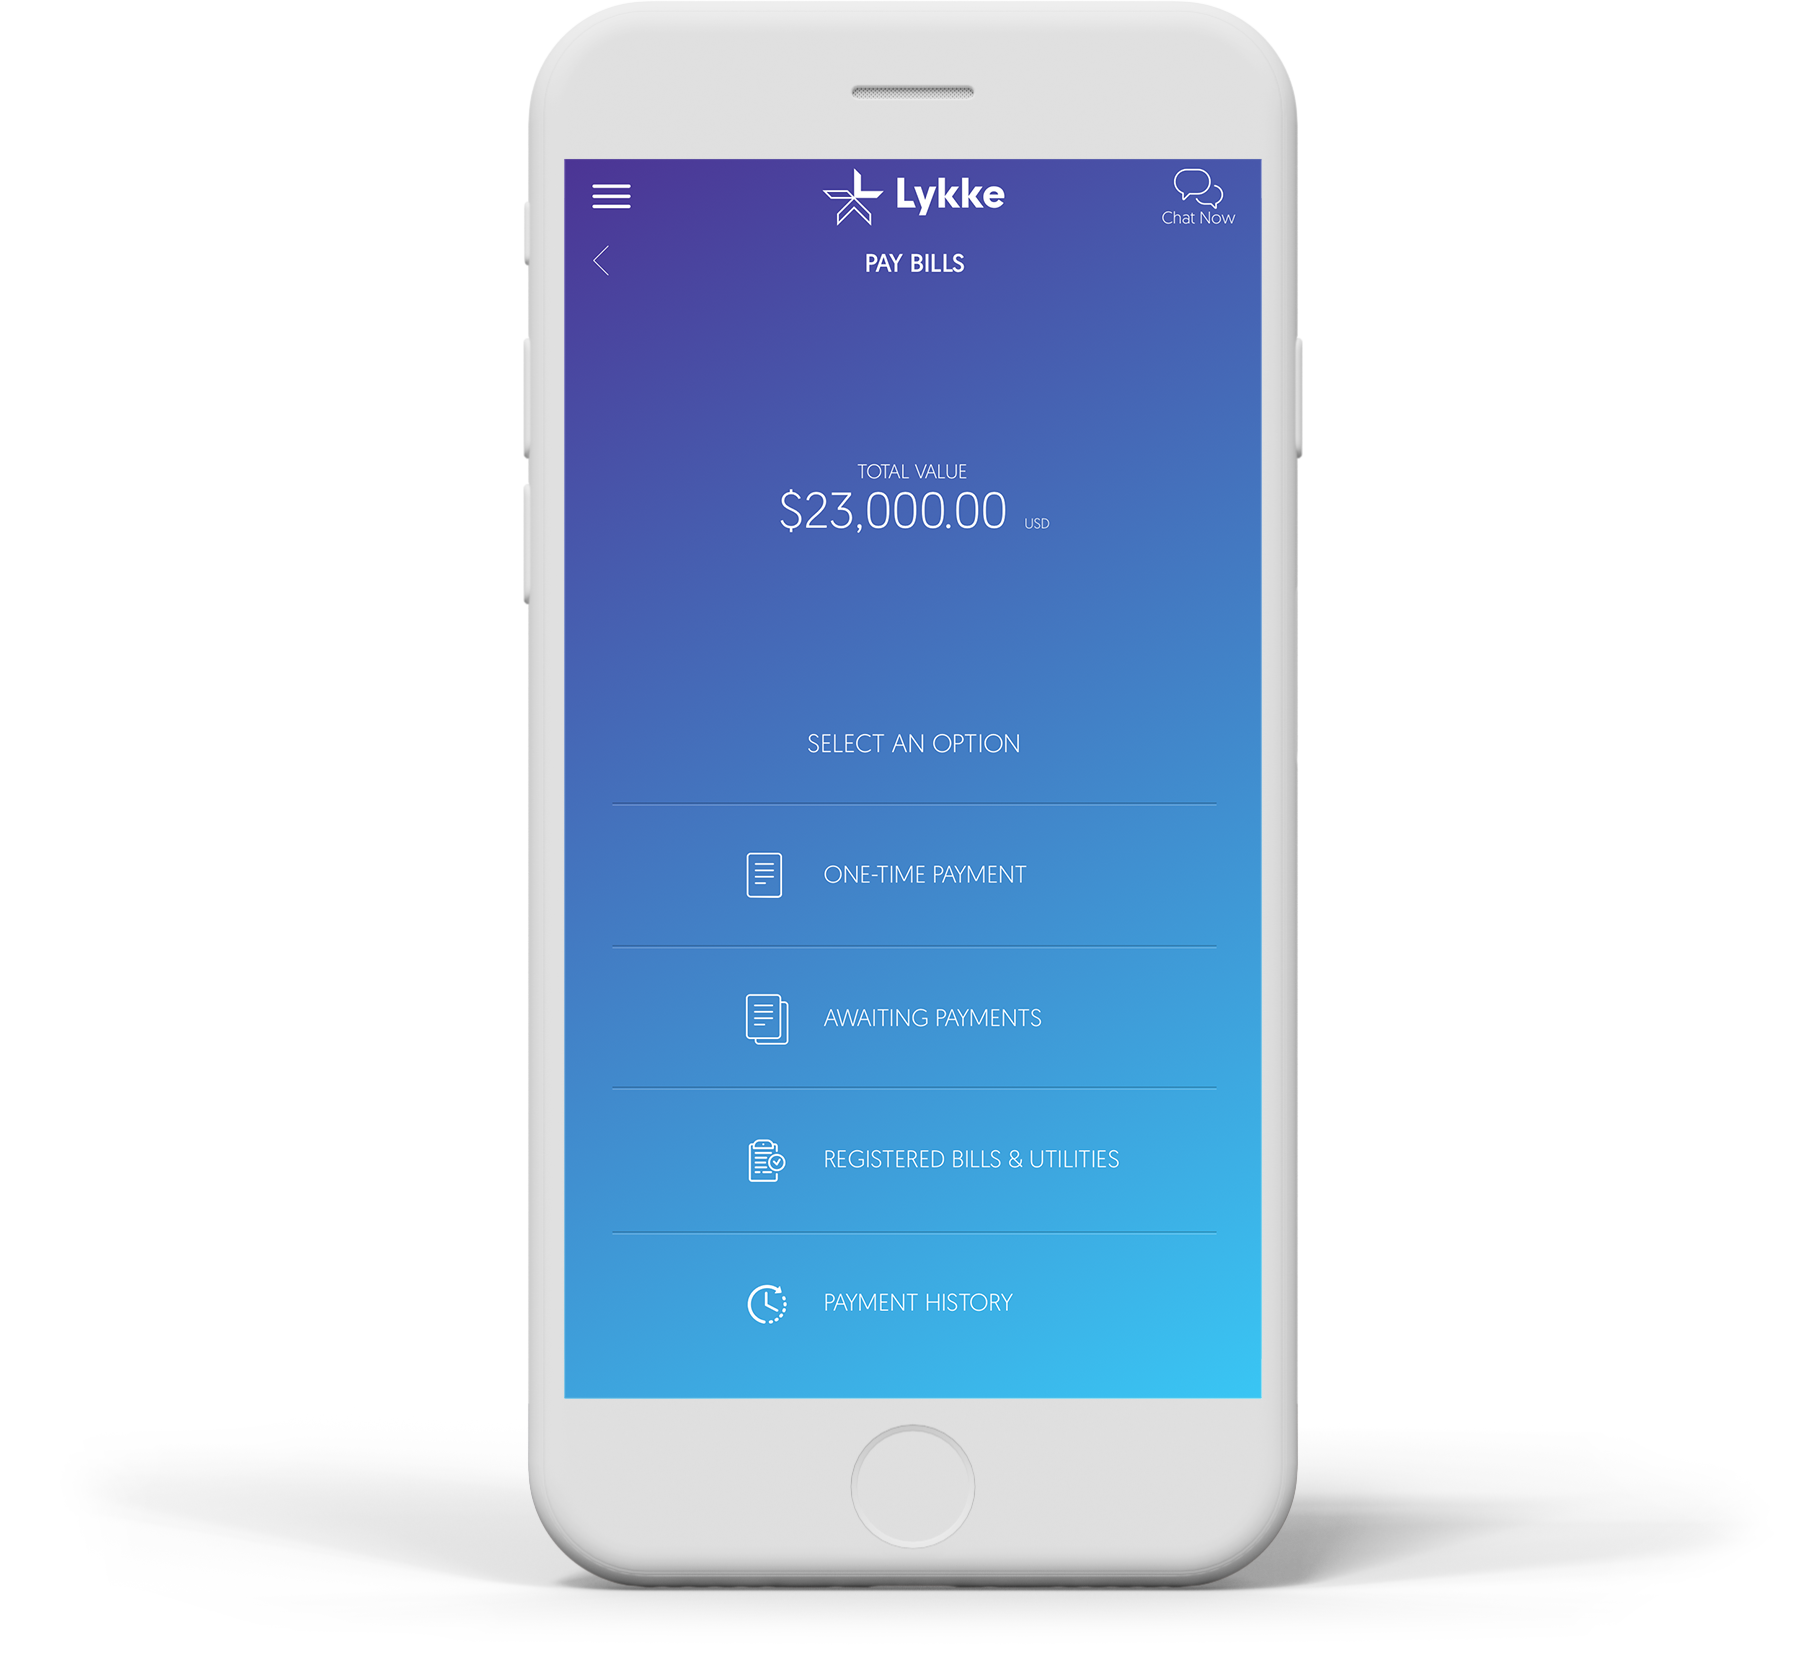 Lykke
Chat Now
PAY BILLS
TOTAL VALUE
$23,000.00 USD
SELECT AN OPTION
ONE-TIME PAYMENT
AWAITING PAYMENTS
REGISTERED BILLS & UTILITIES
PAYMENT HISTORY